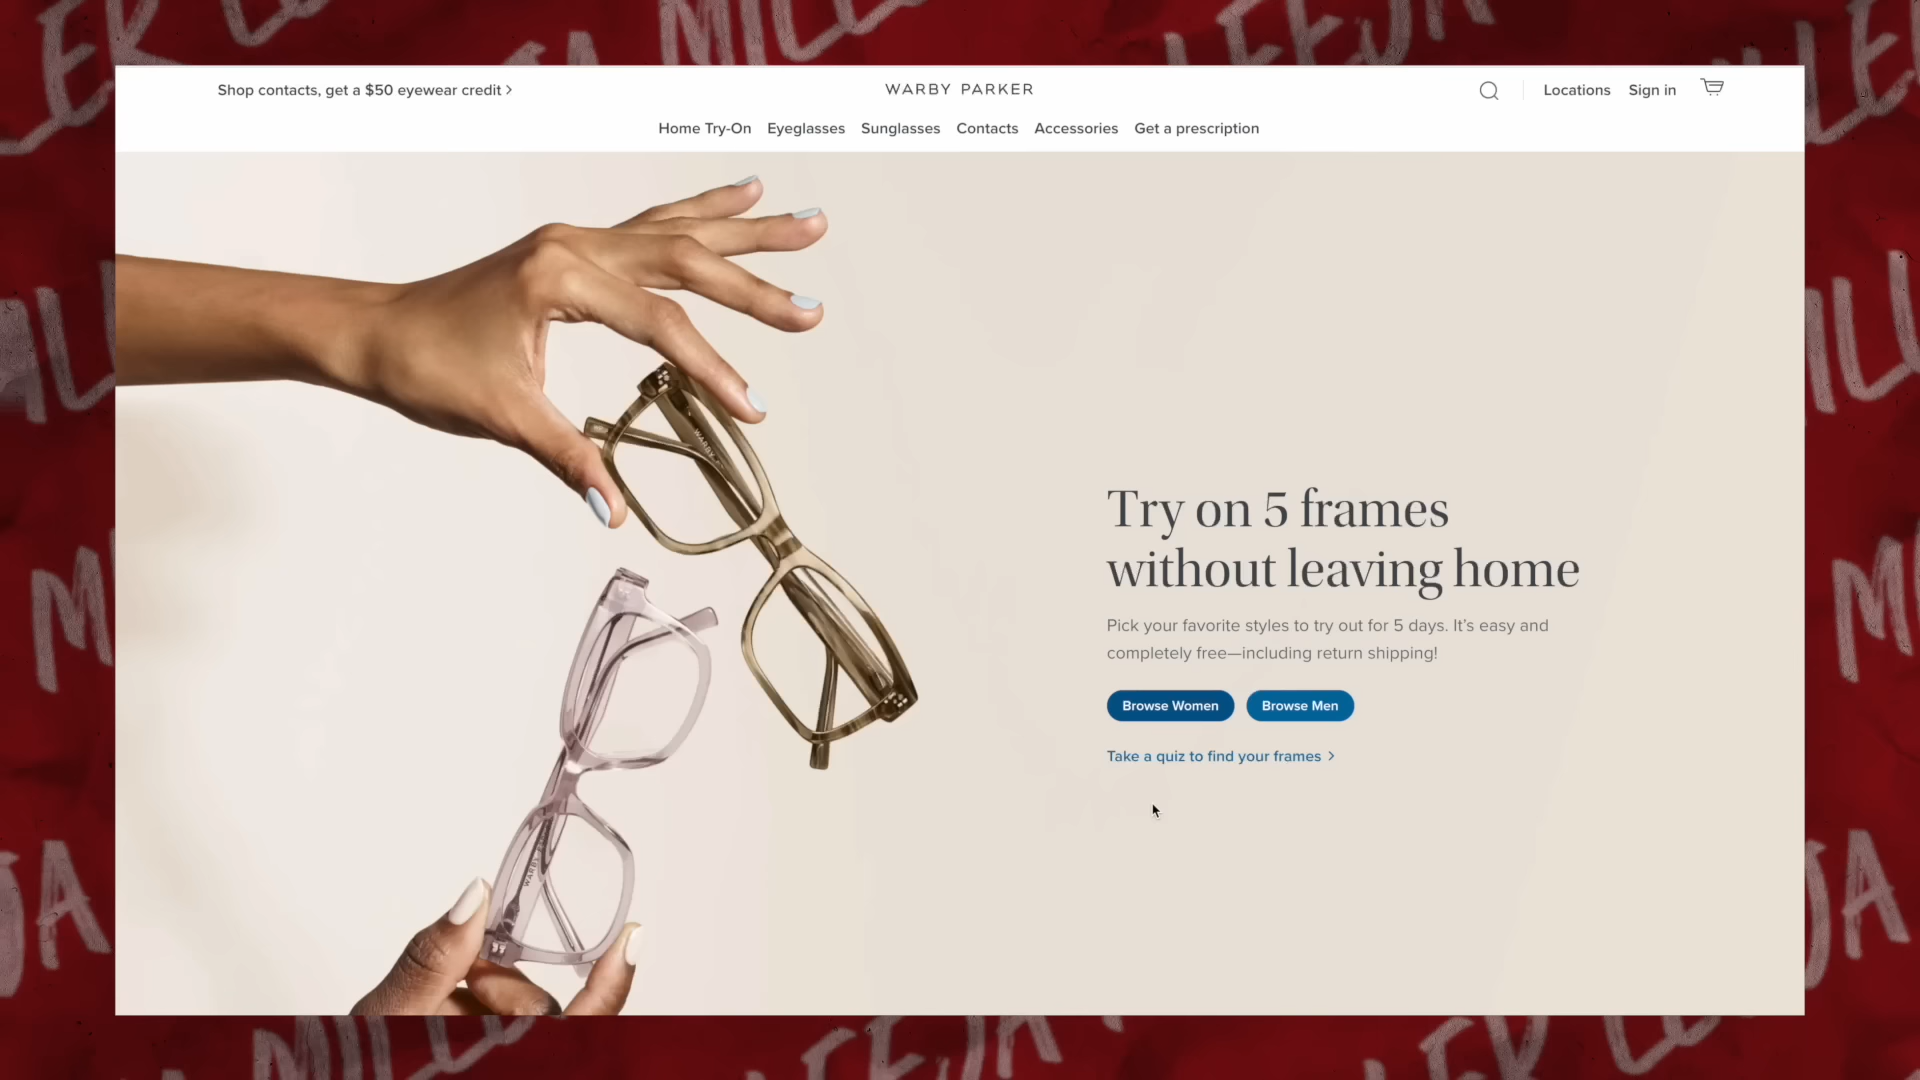 Shop contacts, get a $50 eyewear credit
WARBY PARKER
Locations
Sign in
Home Try-On
Eyeglasses
Sunglasses
Contacts
Accessories
Get a prescription
Try on 5 frames
without leaving home
Pick your favorite styles to try out for 5 days. It's easy and
completely free—including return shipping!
Browse Women
Browse Men
Take a quiz to find your frames